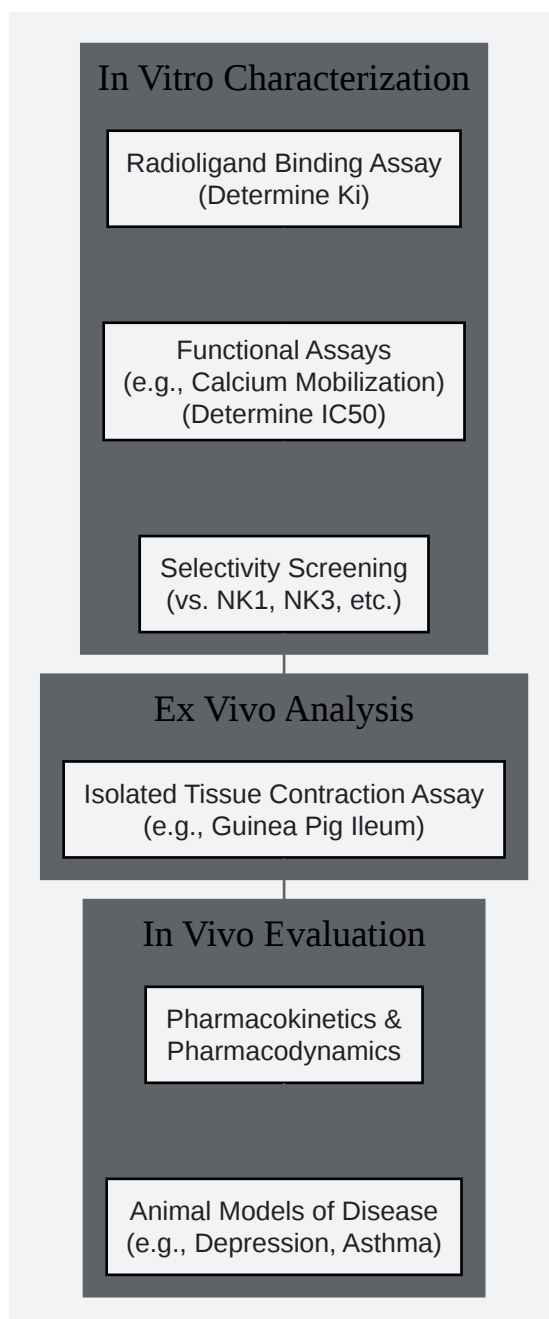 In Vitro Characterization
Radioligand Binding Assay
(Determine Ki)
Functional Assays
(e.g., Calcium Mobilization)
(Determine IC50)
Selectivity Screening
(vs. NK1, NK3, etc.)
Ex Vivo Analysis
Isolated Tissue Contraction Assay
(e.g., Guinea Pig Ileum)
In Vivo Evaluation
Pharmacokinetics &
Pharmacodynamics
Animal Models of Disease
(e.g., Depression, Asthma)